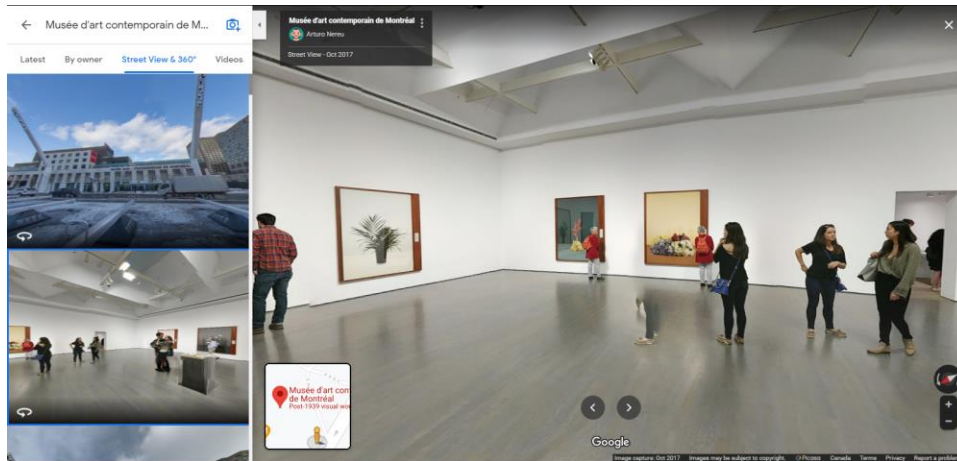 Musée d'art contemporain de M...
Latest By owner Street View & 360° Videos
Musée d'art contemporain de Montréal
Arturo Nereu
Street View - Oct 2017
Musée d'art con
de Montréal
Post-1939 visual wo
Google
Image capture: Oct 2017 Images may be subject to copyright. Canada Terms Privacy Report a problem